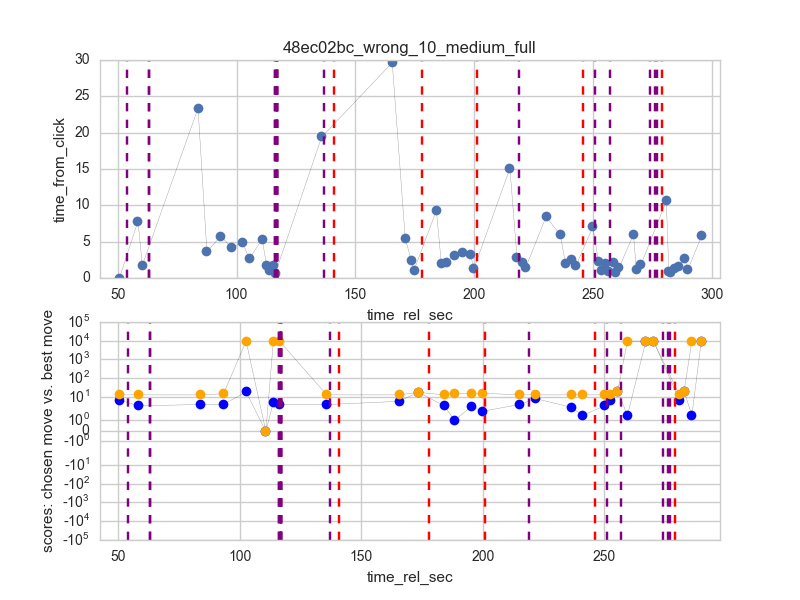 48ec02bc_wrong_10_medium_full
time_from_click
30
25
20
15
10
5
0
50 100 150 200 250 300
time_rel_sec
scores: chosen move vs. best move
10^5
10^4
10^3
10^2
10^1
10^0
0
-10^0
-10^1
-10^2
-10^3
-10^4
-10^5
50 100 150 200 250
time_rel_sec